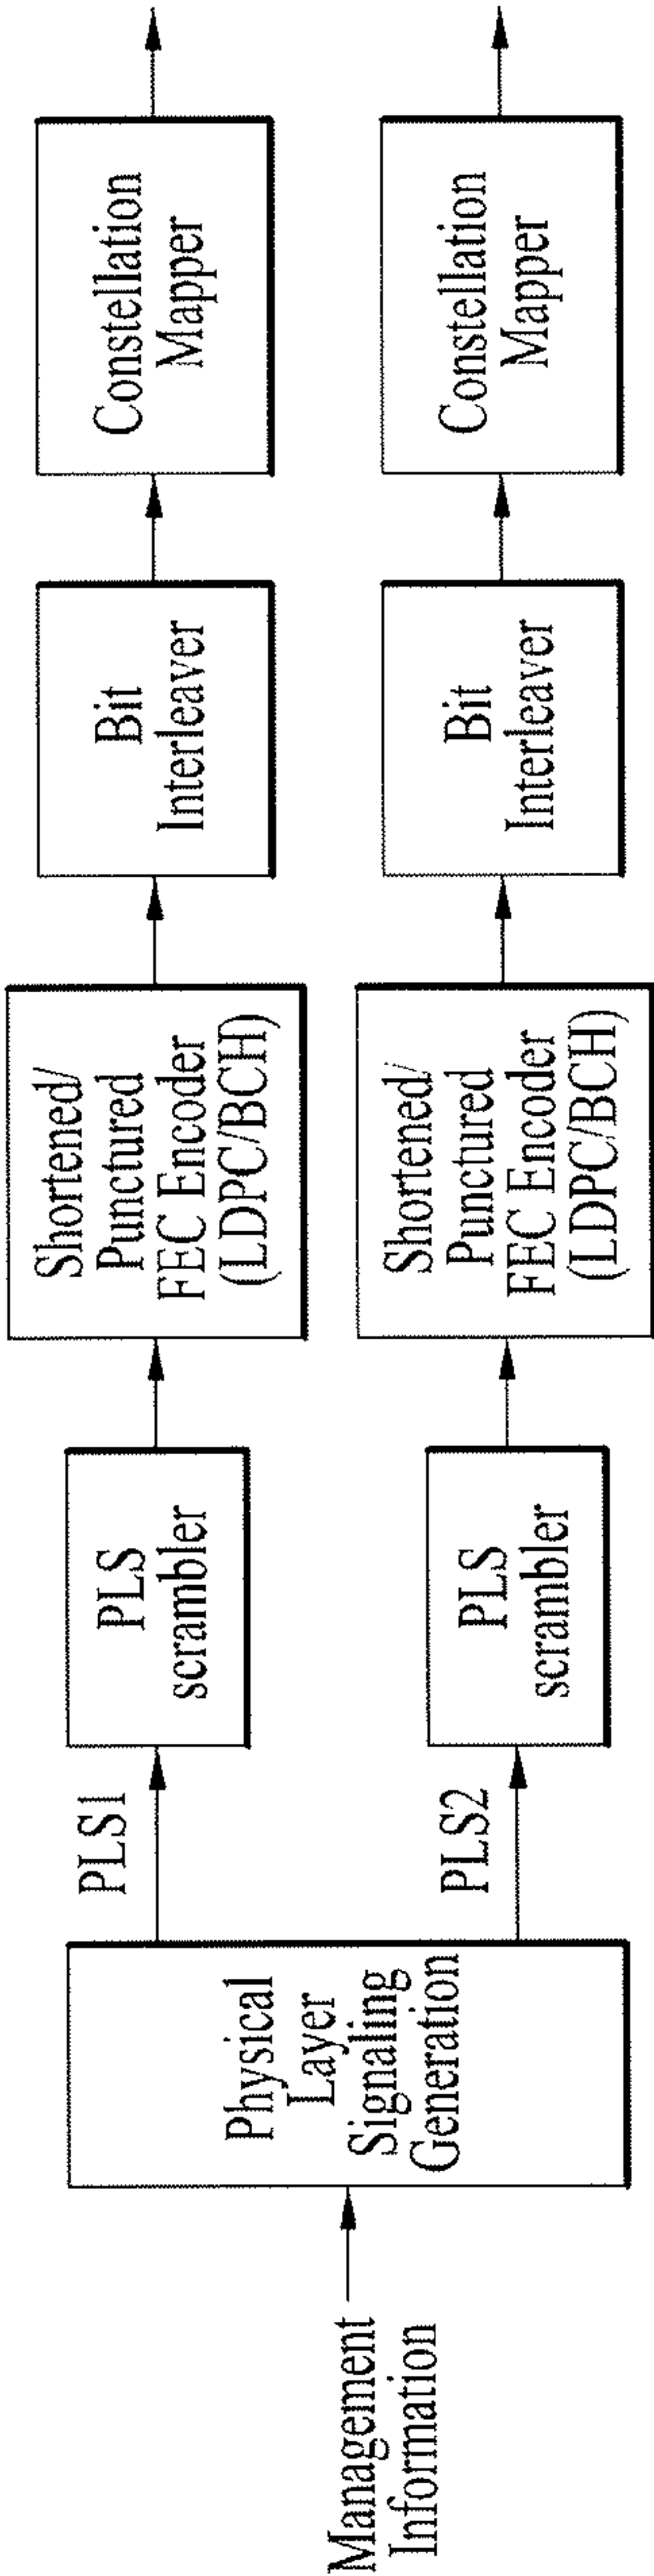 Management
Information
Physical
Layer
Signaling
Generation
PLS1
PLS
scrambler
Shortened/
Punctured
FEC Encoder
(LDPC/BCH)
Bit
Interleaver
Constellation
Mapper
PLS2
PLS
scrambler
Shortened/
Punctured
FEC Encoder
(LDPC/BCH)
Bit
Interleaver
Constellation
Mapper